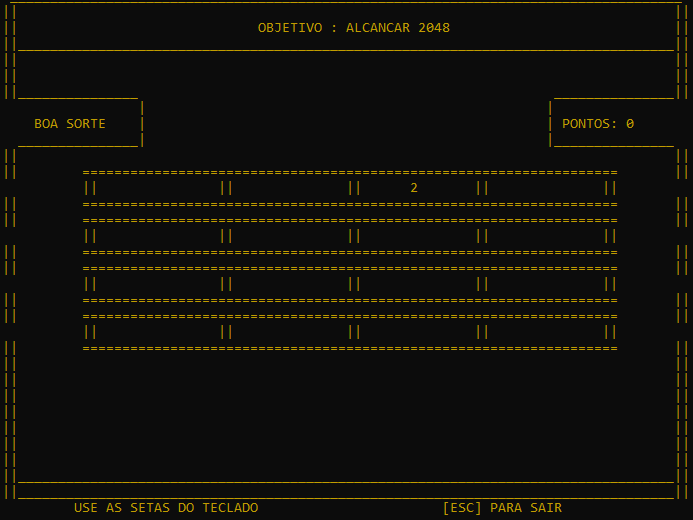 OBJETIVO : ALCANCAR 2048
BOA SORTE
PONTOS: 0
2
USE AS SETAS DO TECLADO
[ESC] PARA SAIR